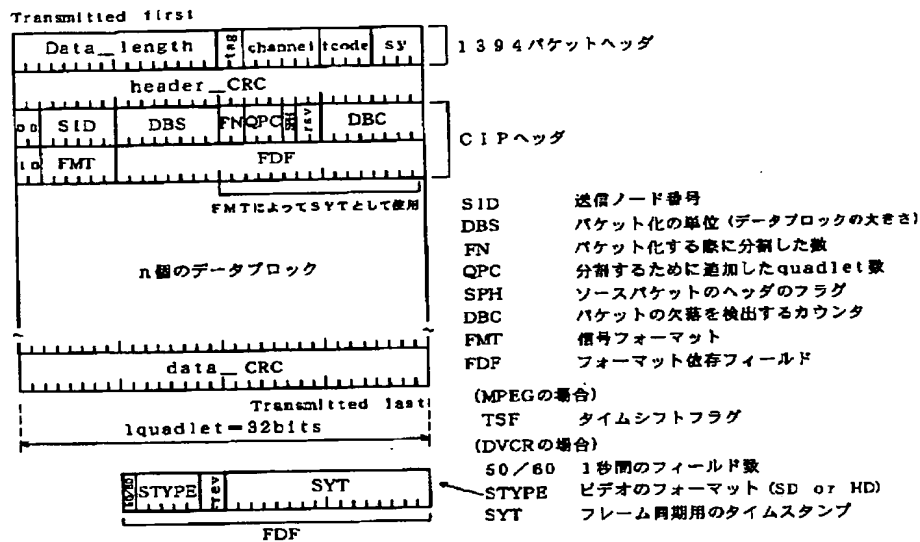 Transmitted first
Data_length tag channel tcode sy
1394パケットヘッダ
header_CRC
0 0 SID DBS FN QPC SPH rev DBC
CIPヘッダ
1 0 FMT FDF
FMTによってSYTとして使用
n個のデータブロック
data_CRC
Transmitted last
1quadlet=32bits
50/60 STYPE rev SYT
FDF
SID 送信ノード番号
DBS パケット化の単位(データブロックの大きさ)
FN パケット化する際に分割した数
QPC 分割するために追加したquadlet数
SPH ソースパケットのヘッダのフラグ
DBC パケットの欠落を検出するカウンタ
FMT 信号フォーマット
FDF フォーマット依存フィールド
(MPEGの場合)
TSF タイムシフトフラグ
(DVCRの場合)
50/60 1秒間のフィールド数
STYPE ビデオのフォーマット(SD or HD)
SYT フレーム同期用のタイムスタンプ